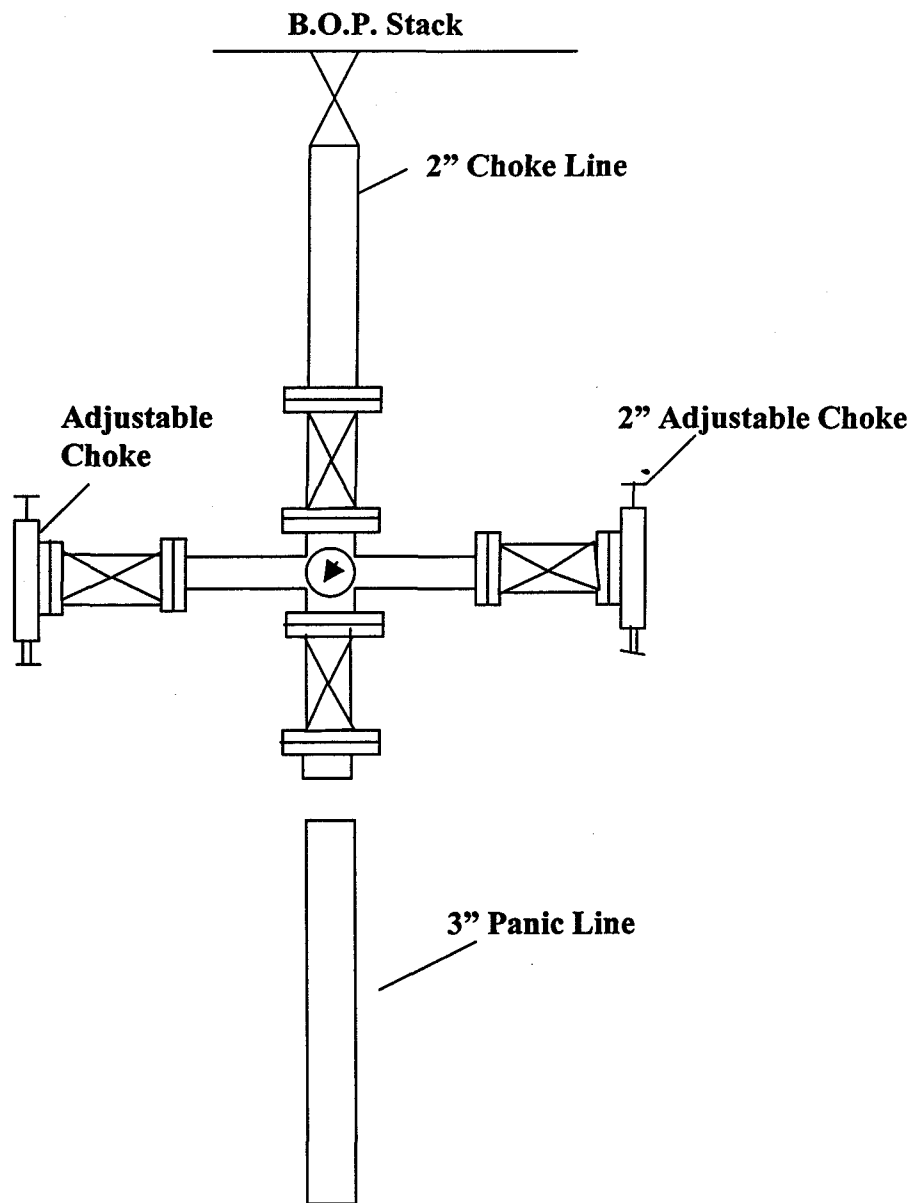 B.O.P. Stack
2” Choke Line
Adjustable
Choke
2” Adjustable Choke
3” Panic Line